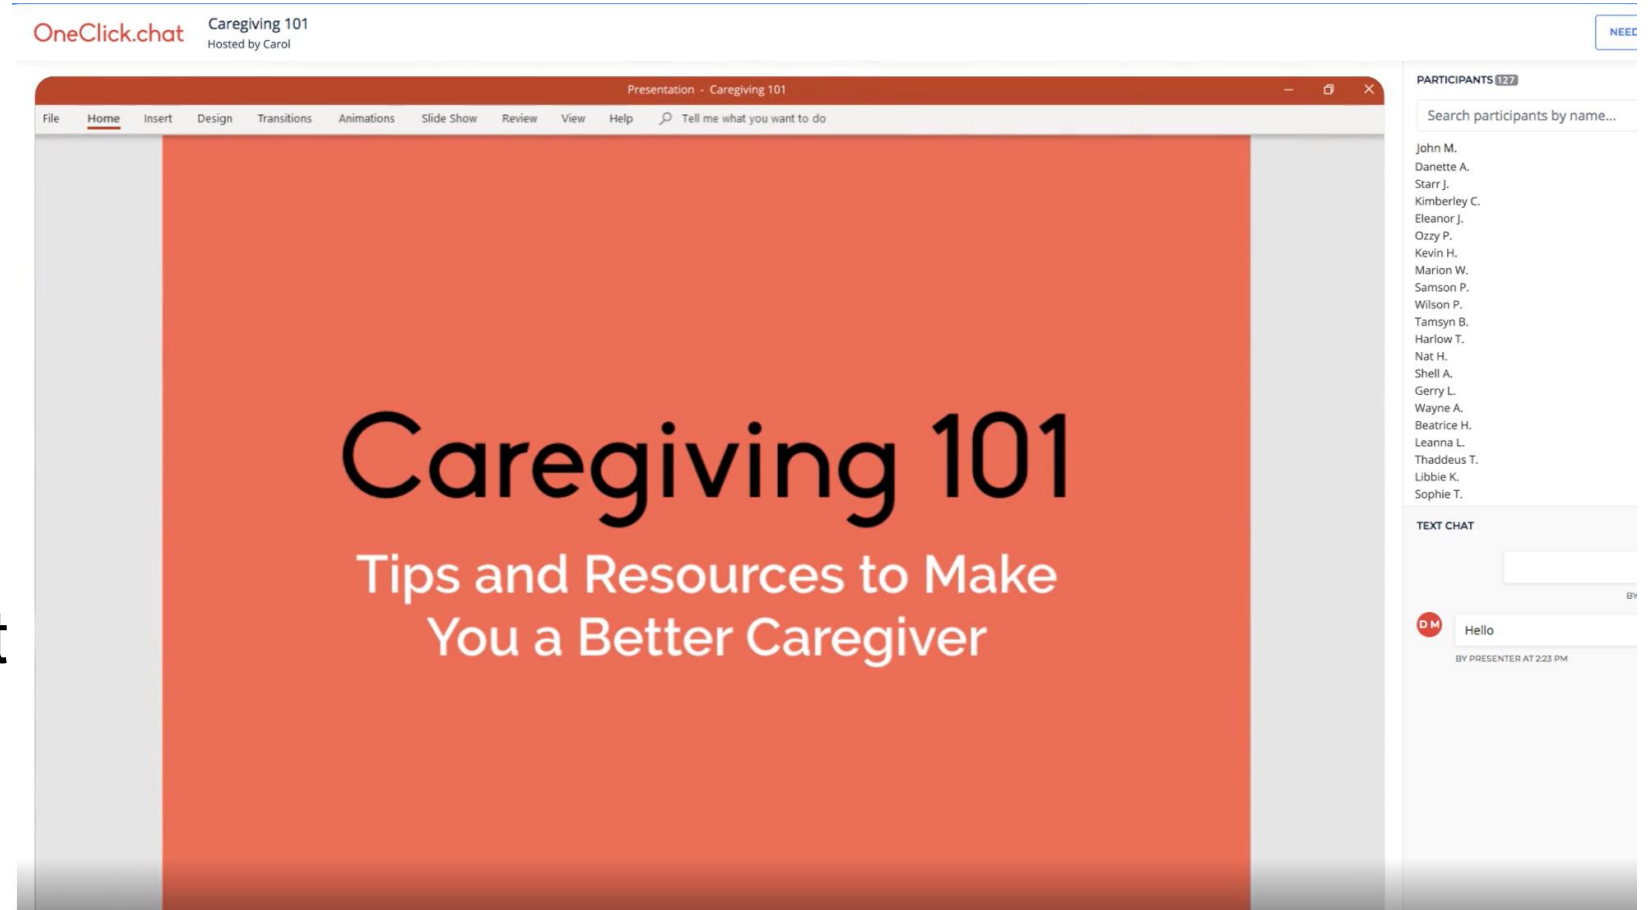 OneClick.chat
Caregiving 101
Hosted by Carol
NEED
Presentation - Caregiving 101
File Home Insert Design Transitions Animations Slide Show Review View Help Tell me what you want to do
Caregiving 101
Tips and Resources to Make
You a Better Caregiver
t
PARTICIPANTS 127
Search participants by name...
John M.
Danette A.
Starr J.
Kimberley C.
Eleanor J.
Ozzy P.
Kevin H.
Marion W.
Samson P.
Wilson P.
Tamsyn B.
Harlow T.
Nat H.
Shell A.
Gerry L.
Wayne A.
Beatrice H.
Leanna L.
Thaddeus T.
Libbie K.
Sophie T.
TEXT CHAT
BY
DM
Hello
BY PRESENTER AT 2:23 PM